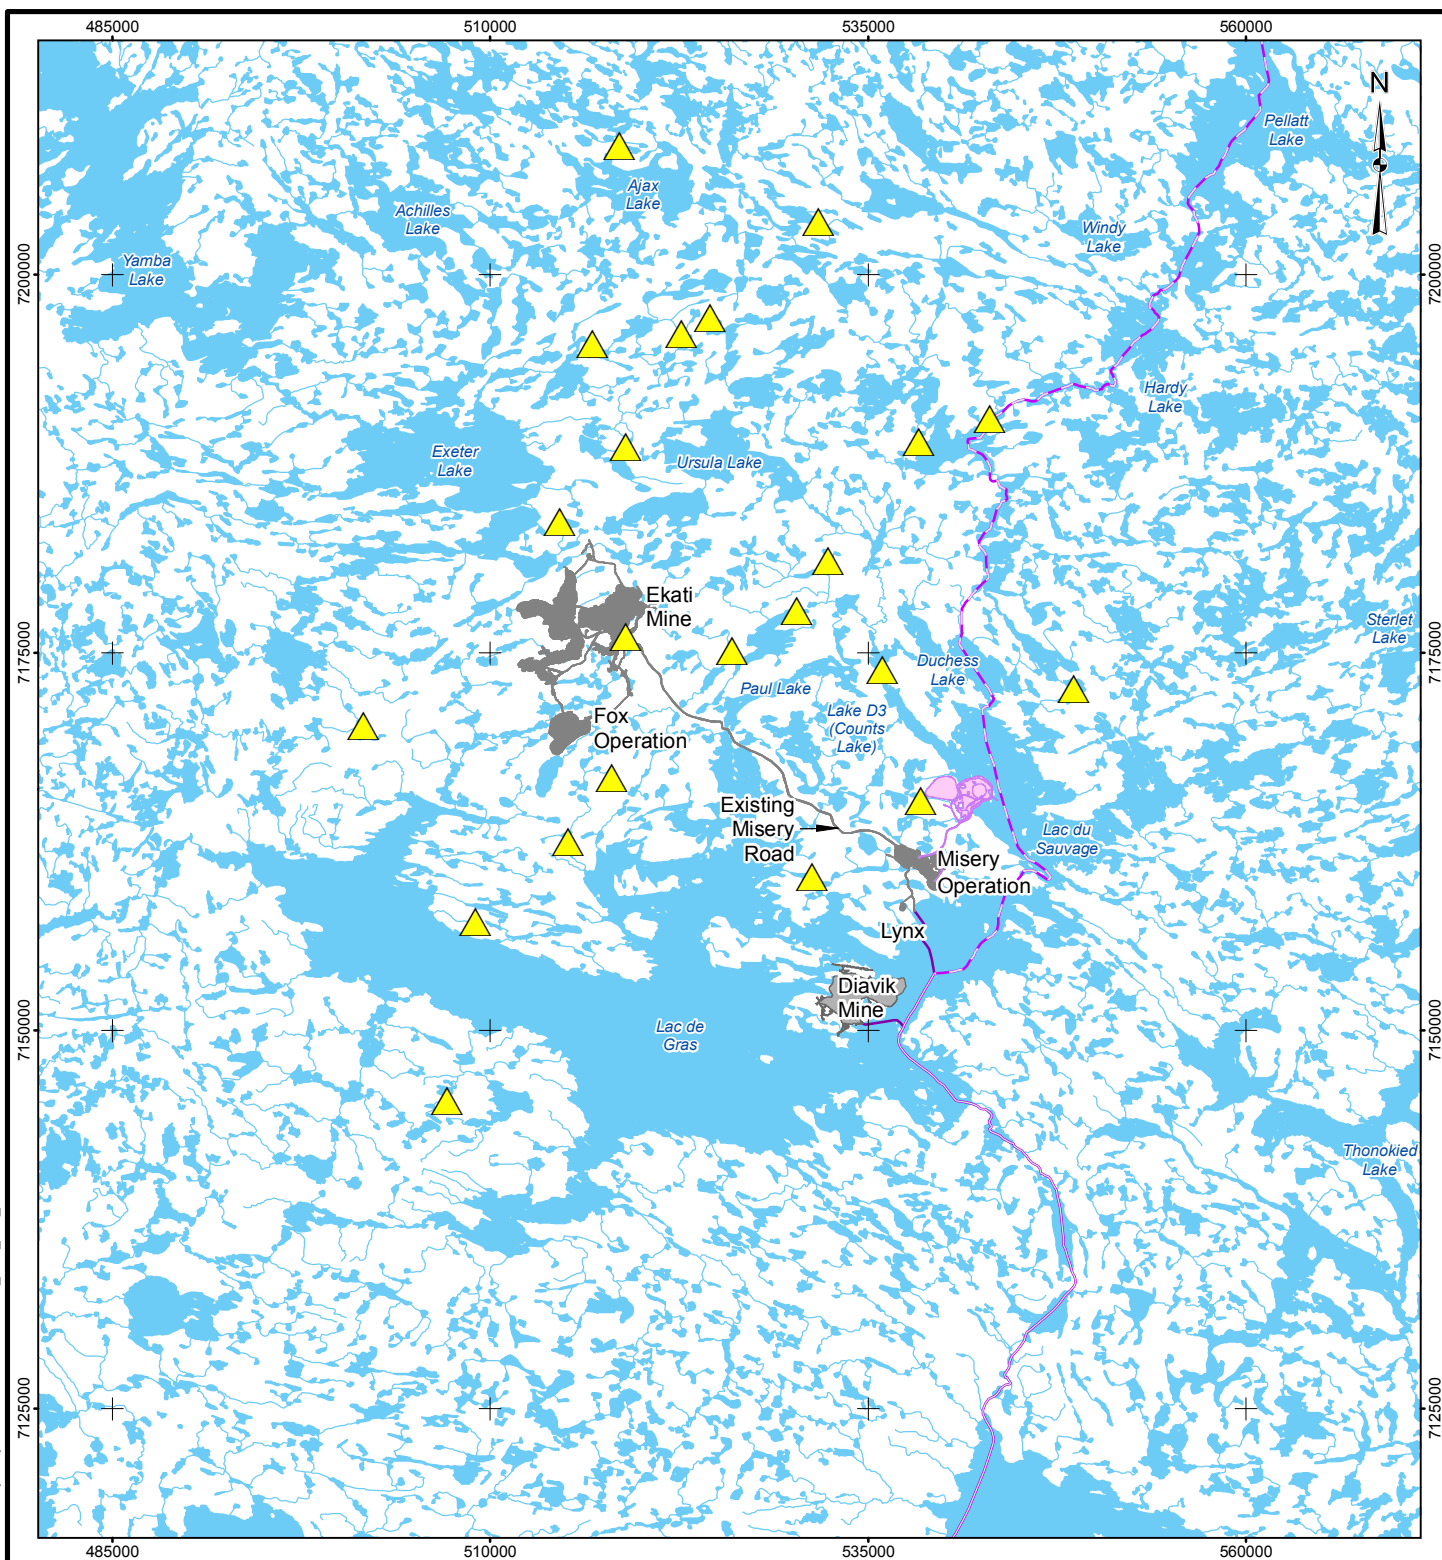 485000
510000
535000
560000
N
Pellatt
Lake
Ajax
Lake
Achilles
Lake
Windy
Lake
Yamba
Lake
7200000
7200000
Hardy
Lake
Exeter
Lake
Ursula Lake
Ekati
Mine
Sterlet
Lake
7175000
7175000
Duchess
Lake
Paul Lake
Lake D3
(Counts
Lake)
Fox
Operation
Existing
Misery
Road
Lac du
Sauvage
Misery
Operation
Lynx
Diavik
Mine
Lac de
Gras
7150000
7150000
Thonokied
Lake
7125000
7125000
485000
510000
535000
560000